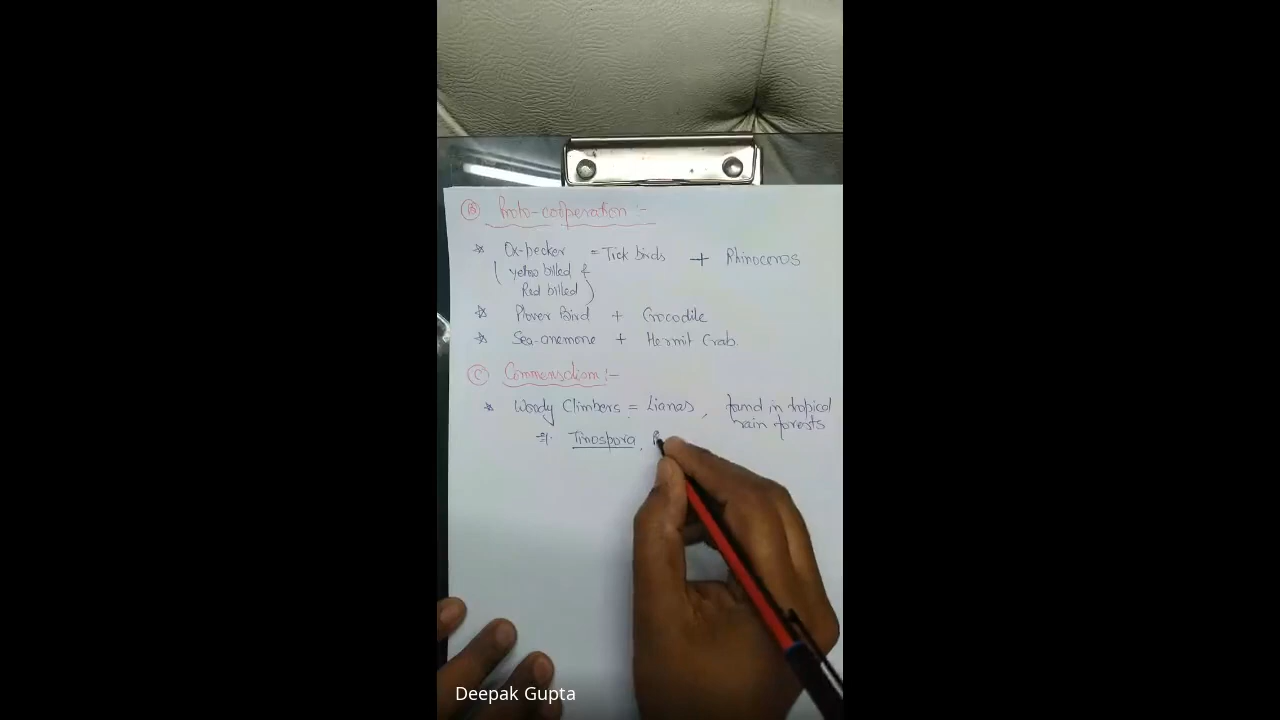 (B) Proto-cooperation :-
* Ox-pecker = Tick birds + Rhinoceros
( yellow billed &
Red billed )
* Plover Bird + Crocodile
* Sea-anemone + Hermit Crab.
(C) Commensalism :-
* Woody Climbers = Lianas, found in tropical
rain forests
eg. Tinospora,
Deepak Gupta